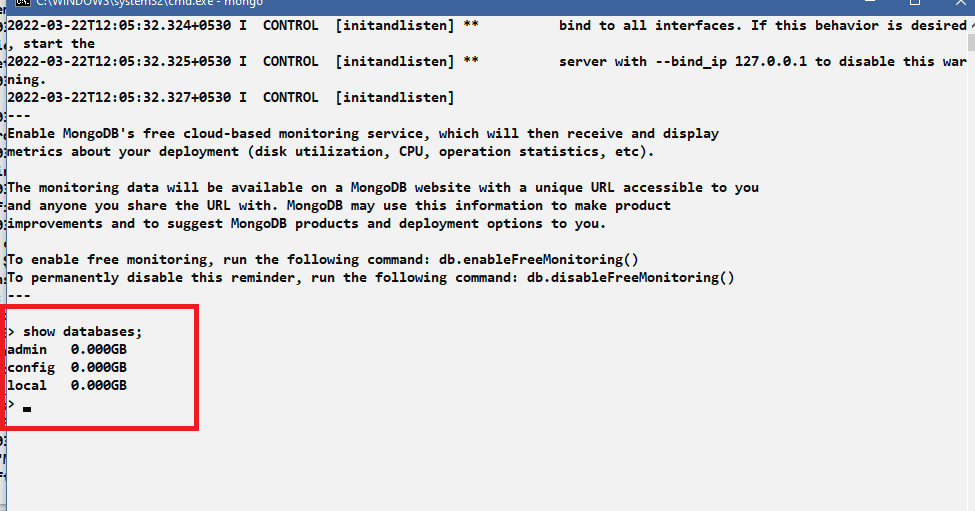 C:\WINDOWS\system32\cmd.exe - mongo
2022-03-22T12:05:32.324+0530 I  CONTROL  [initandlisten] **          bind to all interfaces. If this behavior is desired
, start the
2022-03-22T12:05:32.325+0530 I  CONTROL  [initandlisten] **          server with --bind_ip 127.0.0.1 to disable this war
ning.
2022-03-22T12:05:32.327+0530 I  CONTROL  [initandlisten]
---
Enable MongoDB's free cloud-based monitoring service, which will then receive and display
metrics about your deployment (disk utilization, CPU, operation statistics, etc).
The monitoring data will be available on a MongoDB website with a unique URL accessible to you
and anyone you share the URL with. MongoDB may use this information to make product
improvements and to suggest MongoDB products and deployment options to you.
To enable free monitoring, run the following command: db.enableFreeMonitoring()
To permanently disable this reminder, run the following command: db.disableFreeMonitoring()
---
> show databases;
admin   0.000GB
config  0.000GB
local   0.000GB
>